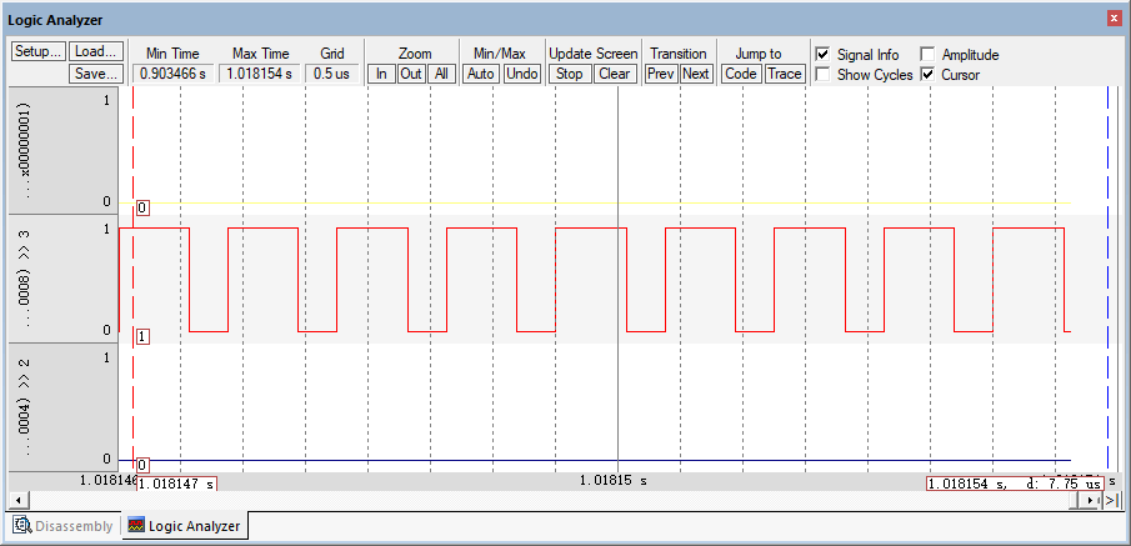 Logic Analyzer
Setup... Load... Min Time Max Time Grid Zoom Min/Max Update Screen Transition Jump to Signal Info Amplitude
Save... 0.903466 s 1.018154 s 0.5 us In Out All Auto Undo Stop Clear Prev Next Code Trace Show Cycles Cursor
1
...x00000001)
0
0
1
...0008) >> 3
0
1
1
...0004) >> 2
0
0
1.018146 1.018147 s 1.01815 s 1.018154 s, d: 7.75 us s
Disassembly Logic Analyzer